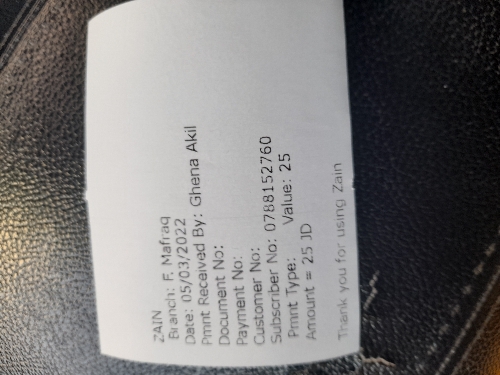 ZAIN
Branch: F. Mafraq
Date: 05/03/2022
Pmnt Received By: Ghena Akil
Document No:
Payment No:
Customer No:
Subscriber No: 0788152760
Pmnt Type: Value: 25
Amount = 25 JD
Thank you for using Zain